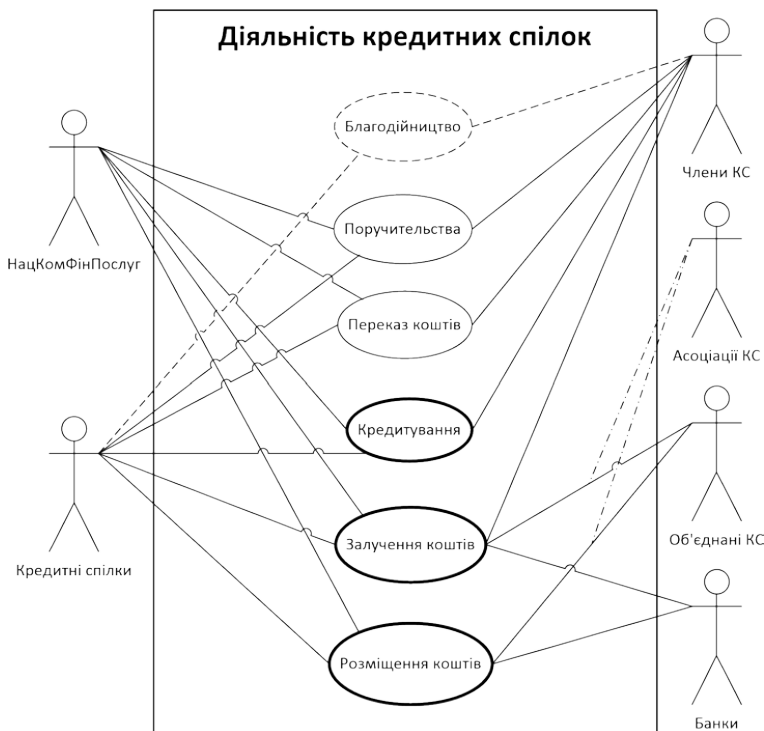 Діяльність кредитних спілок
Благодійництво
Члени КС
Поручительства
НацКомФінПослуг
Переказ коштів
Асоціації КС
Кредитування
Залучення коштів
Об'єднані КС
Кредитні спілки
Розміщення коштів
Банки